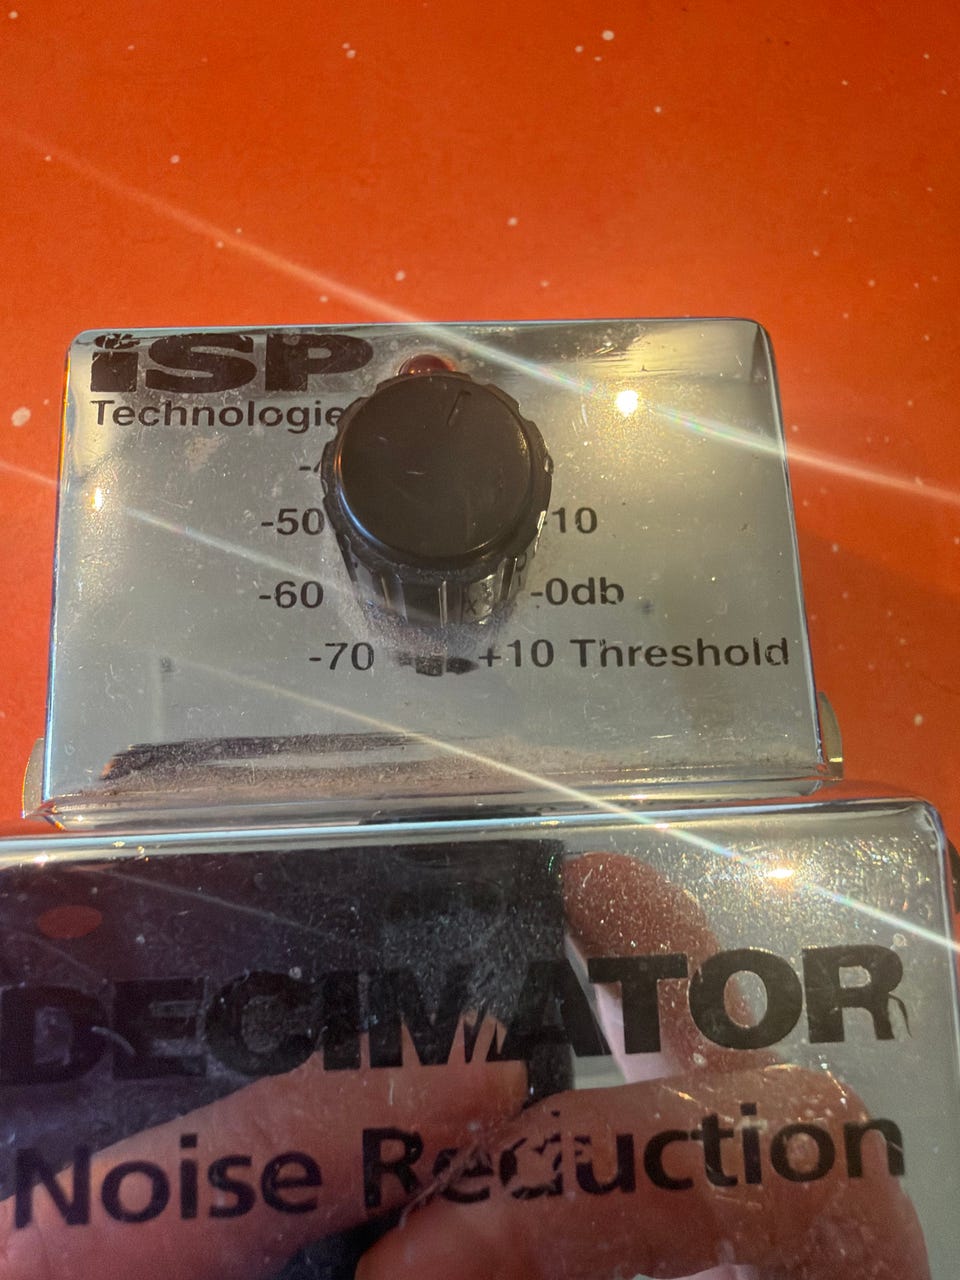 iSP
Technologie
-50 10
-60 -0db
-70 +10 Threshold
DECIMATOR
Noise Reduction